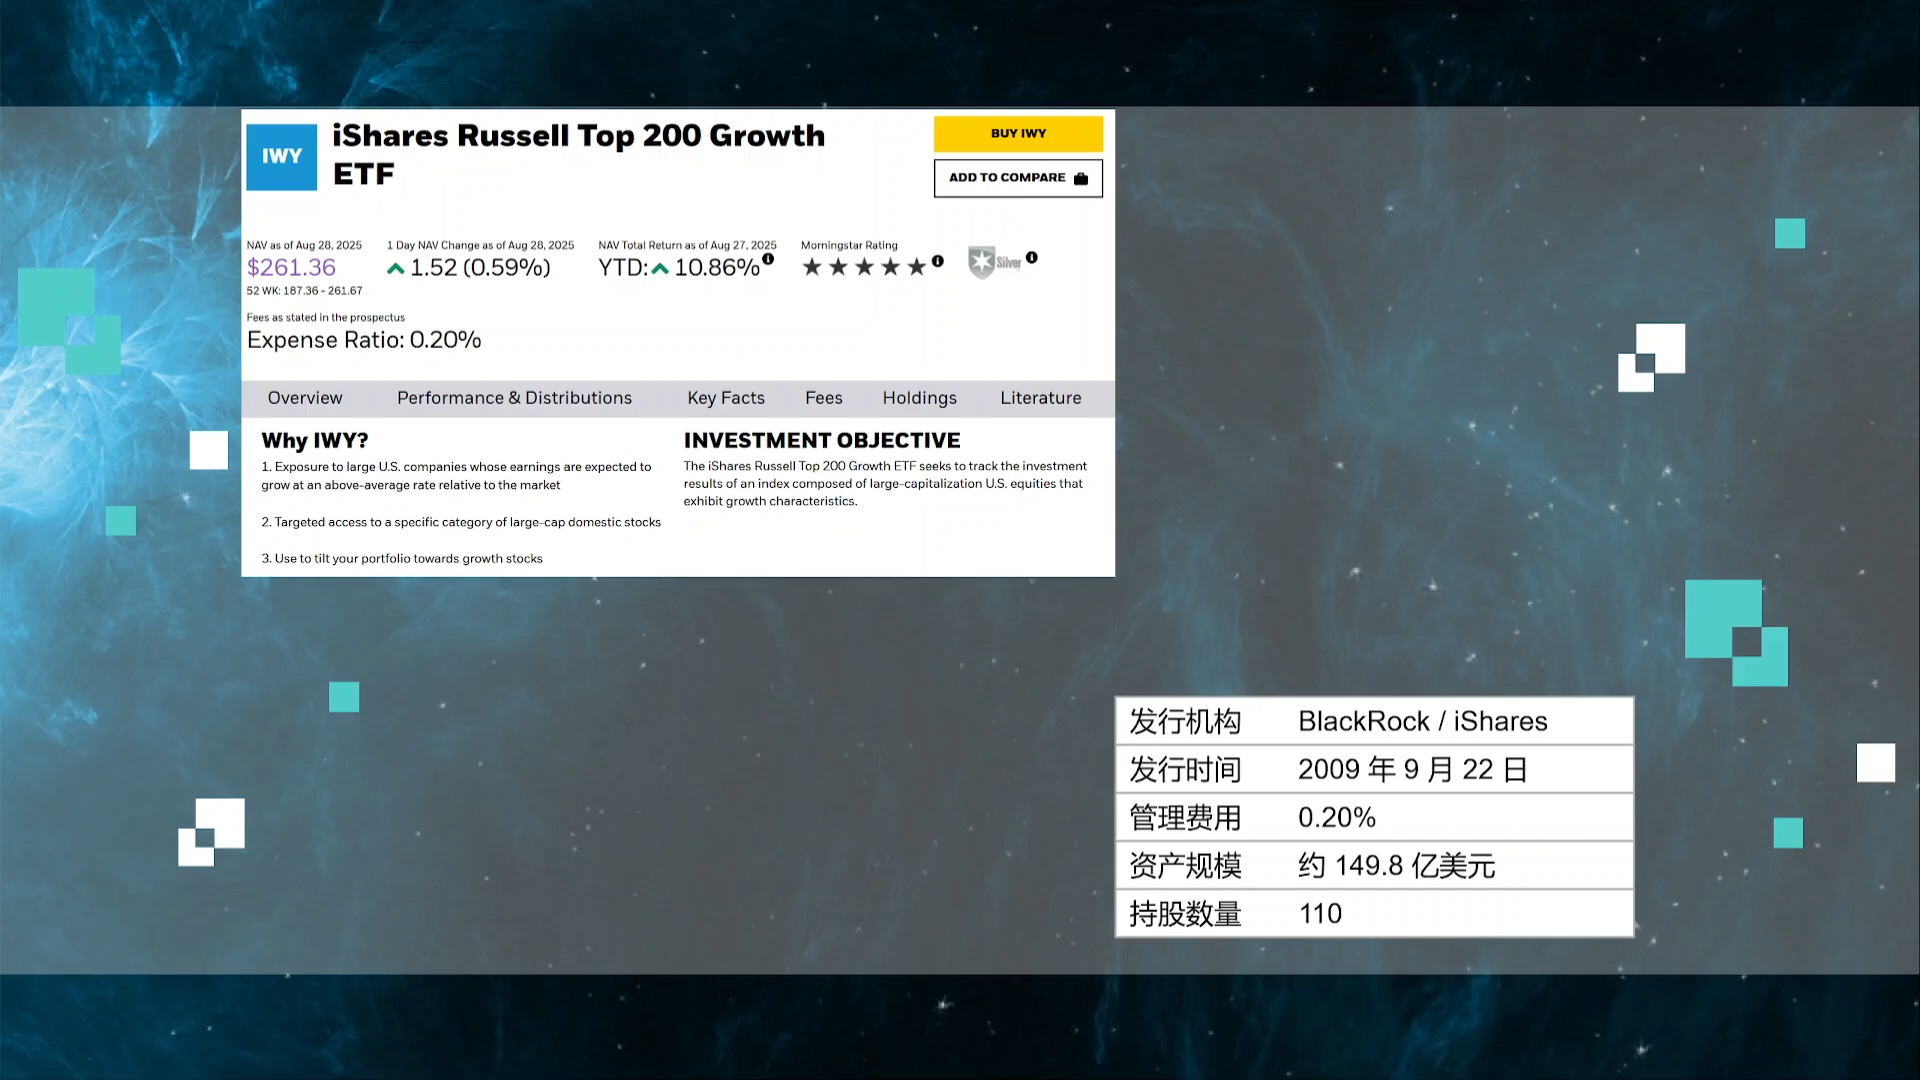 IWY
iShares Russell Top 200 Growth
ETF
BUY IWY
ADD TO COMPARE
NAV as of Aug 28, 2025
$261.36
52 WK: 187.36 - 261.67
1 Day NAV Change as of Aug 28, 2025
1.52 (0.59%)
NAV Total Return as of Aug 27, 2025
YTD: 10.86%
Morningstar Rating
Silver
Fees as stated in the prospectus
Expense Ratio: 0.20%
Overview Performance & Distributions Key Facts Fees Holdings Literature
Why IWY?
1. Exposure to large U.S. companies whose earnings are expected to
grow at an above-average rate relative to the market
2. Targeted access to a specific category of large-cap domestic stocks
3. Use to tilt your portfolio towards growth stocks
INVESTMENT OBJECTIVE
The iShares Russell Top 200 Growth ETF seeks to track the investment
results of an index composed of large-capitalization U.S. equities that
exhibit growth characteristics.
发行机构 BlackRock / iShares
发行时间 2009 年 9 月 22 日
管理费用 0.20%
资产规模 约 149.8 亿美元
持股数量 110